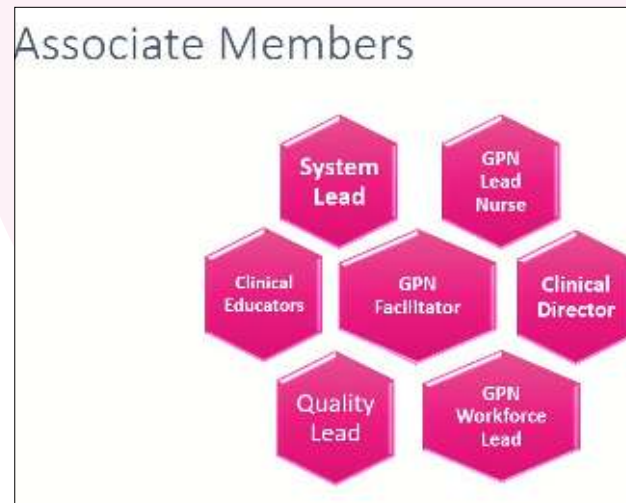 Associate Members
System
Lead
GPN
Lead
Nurse
Clinical
Educators
GPN
Facilitator
Clinical
Director
Quality
Lead
GPN
Workforce
Lead